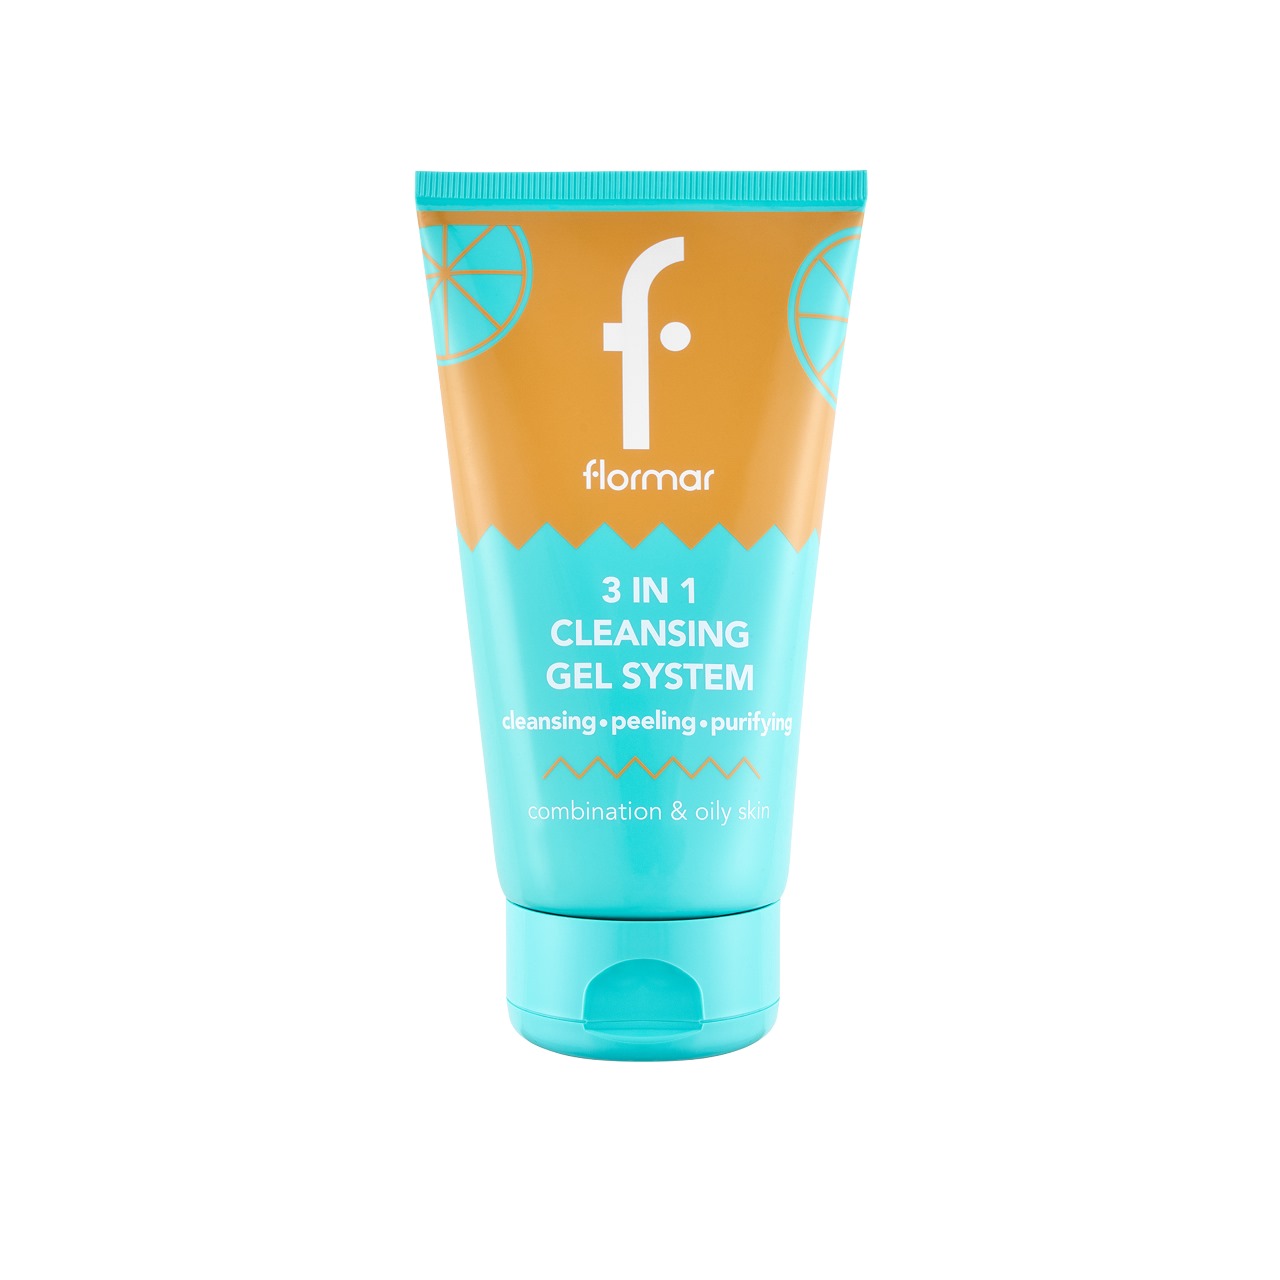 f
flormar
3 IN 1
CLEANSING
GEL SYSTEM
cleansing•peeling•purifying
combination & oily skin